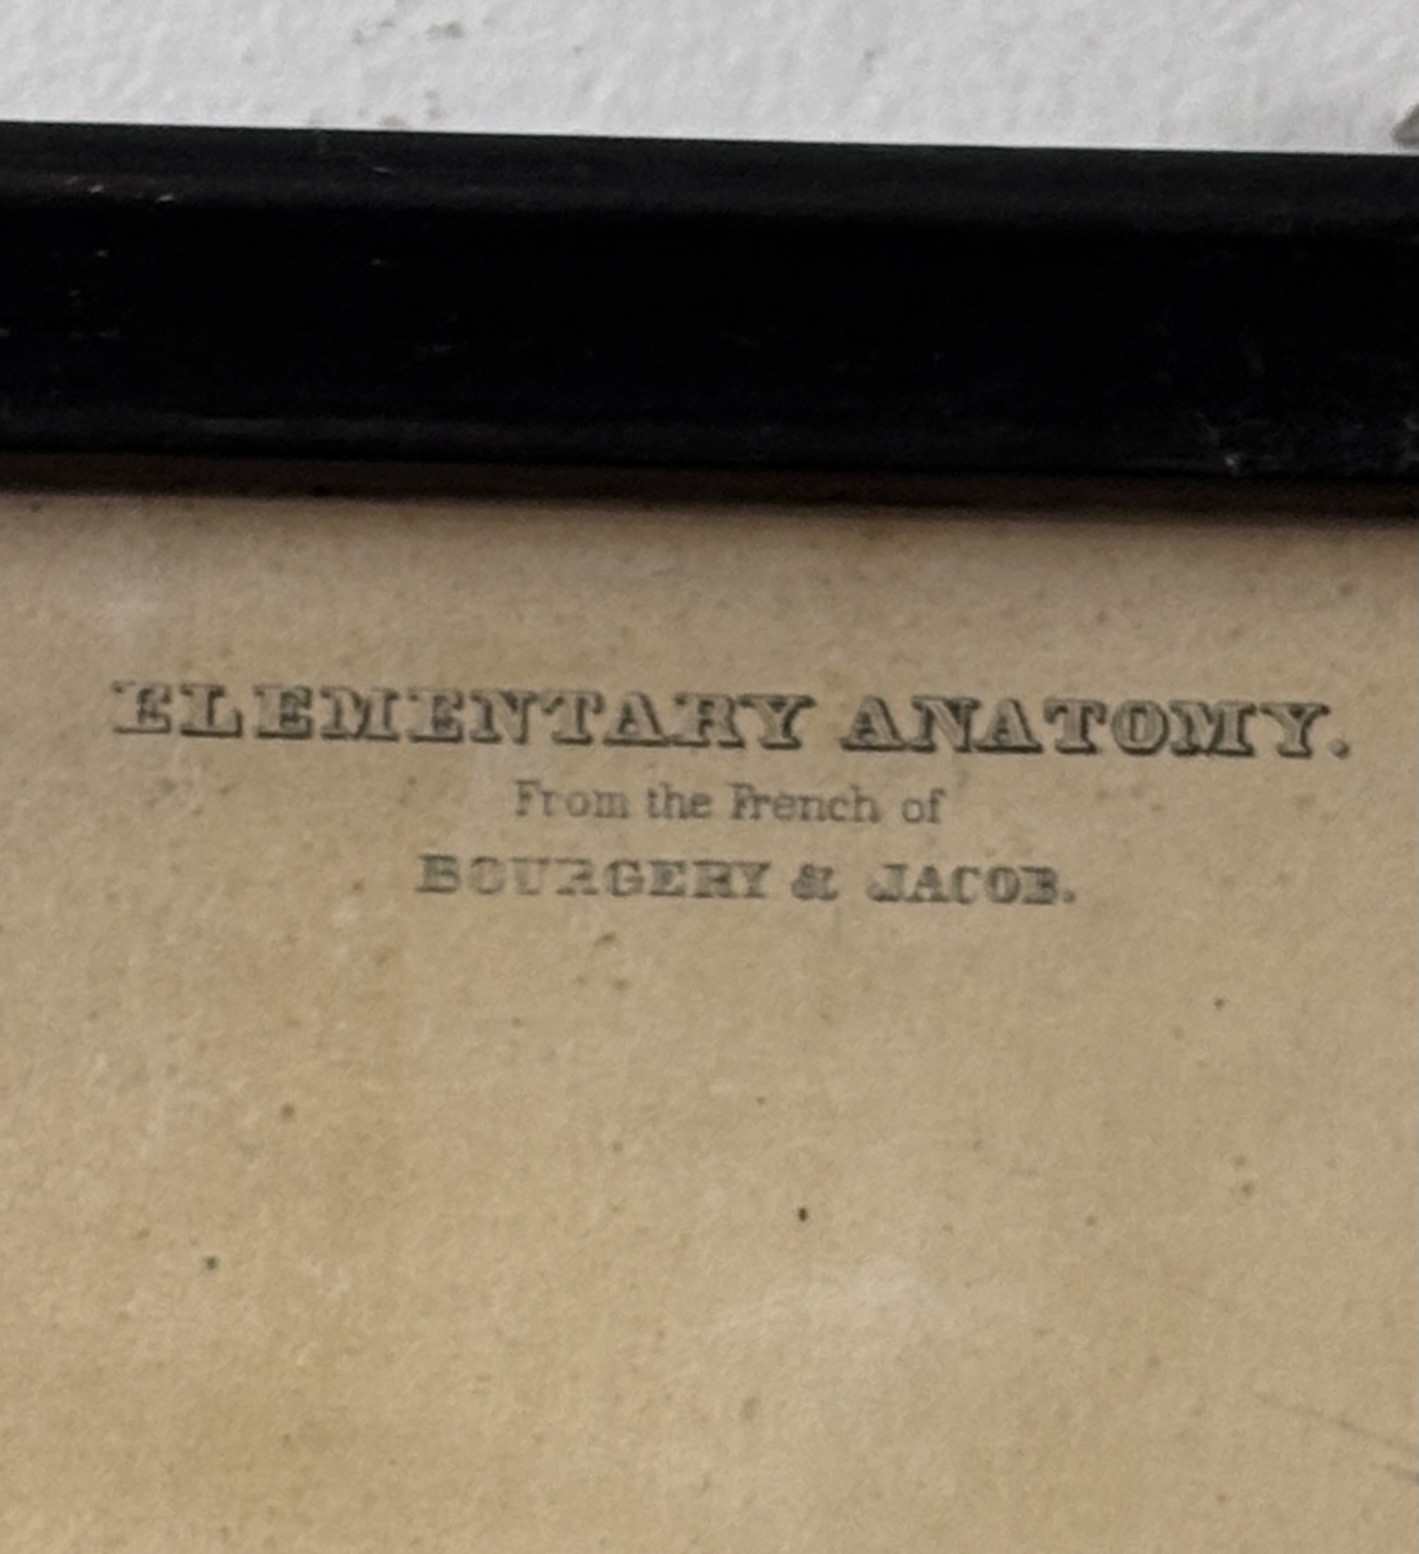 ELEMENTARY ANATOMY.
From the French of
BOURGERY & JACOB.